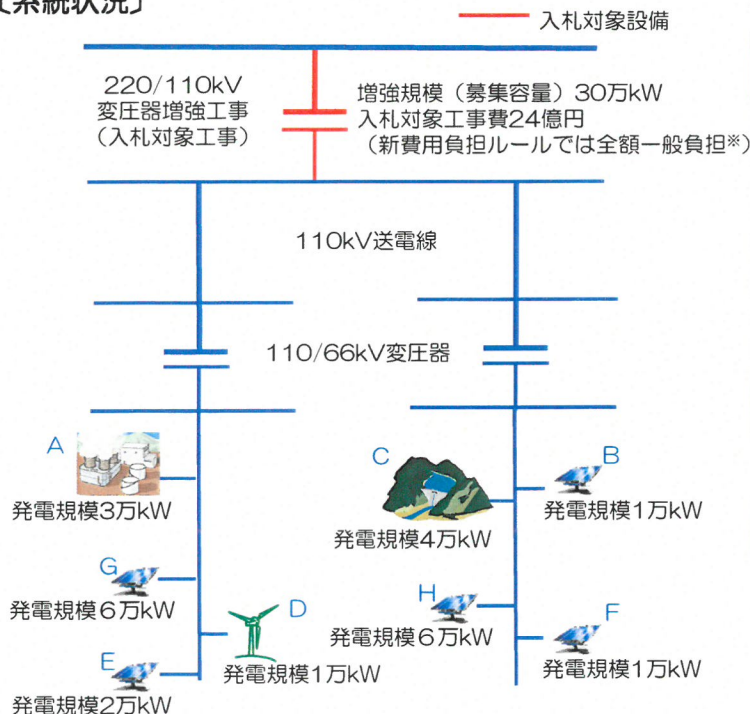 〔系統状況〕
入札対象設備
220/110kV
変圧器増強工事
（入札対象工事）
増強規模（募集容量）30万kW
入札対象工事費24億円
（新費用負担ルールでは全額一般負担※）
110kV送電線
110/66kV変圧器
A
発電規模3万kW
C
発電規模4万kW
B
発電規模1万kW
G
発電規模6万kW
D
発電規模1万kW
H
発電規模6万kW
F
発電規模1万kW
E
発電規模2万kW